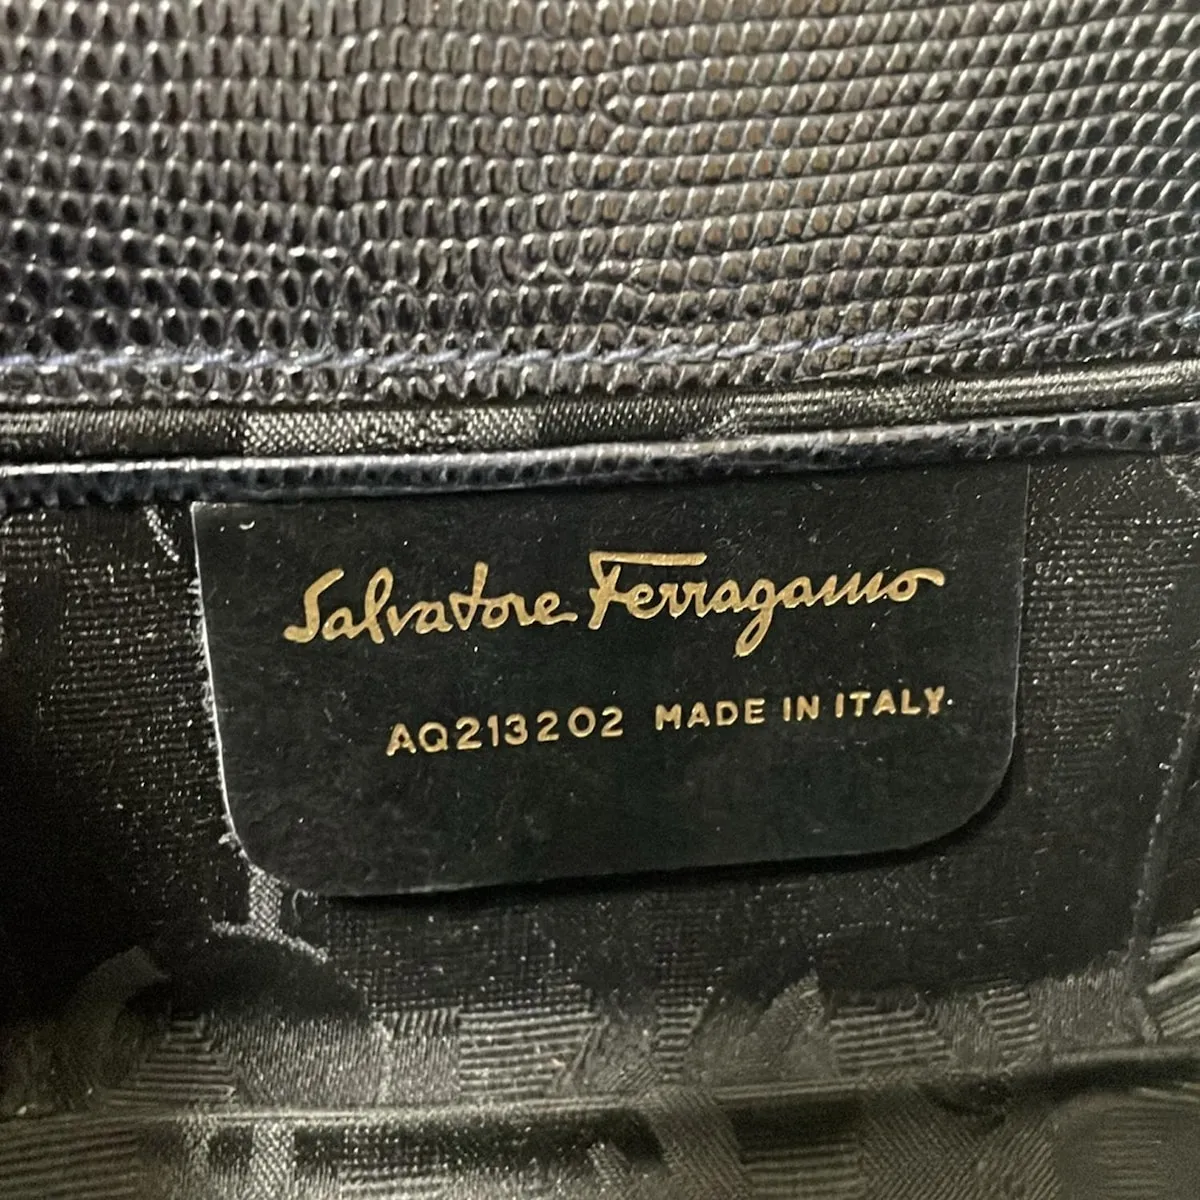 Salvatore Ferragamo
AQ213202 MADE IN ITALY.